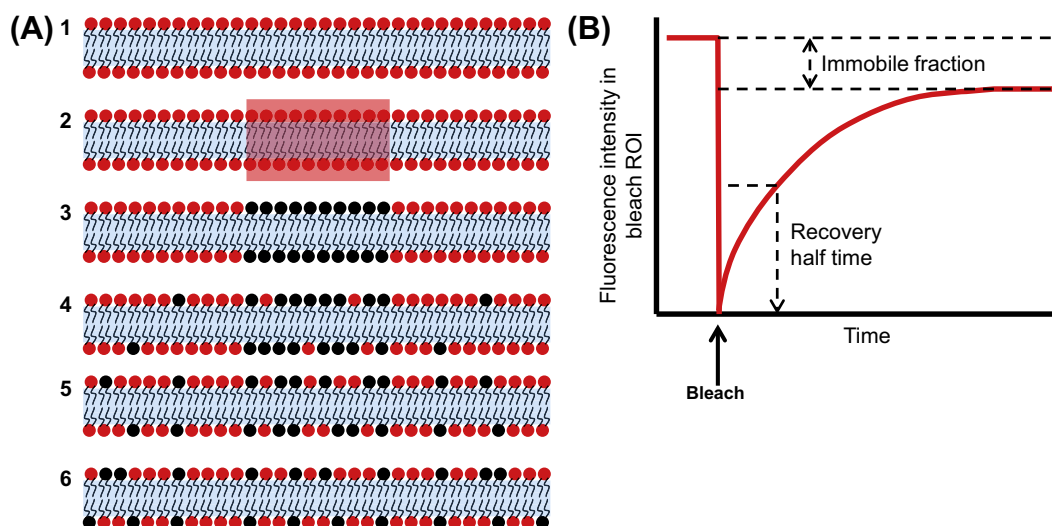 (A)
1
2
3
4
5
6
(B)
Fluorescence intensity in
bleach ROI
Immobile fraction
Recovery
half time
Time
Bleach